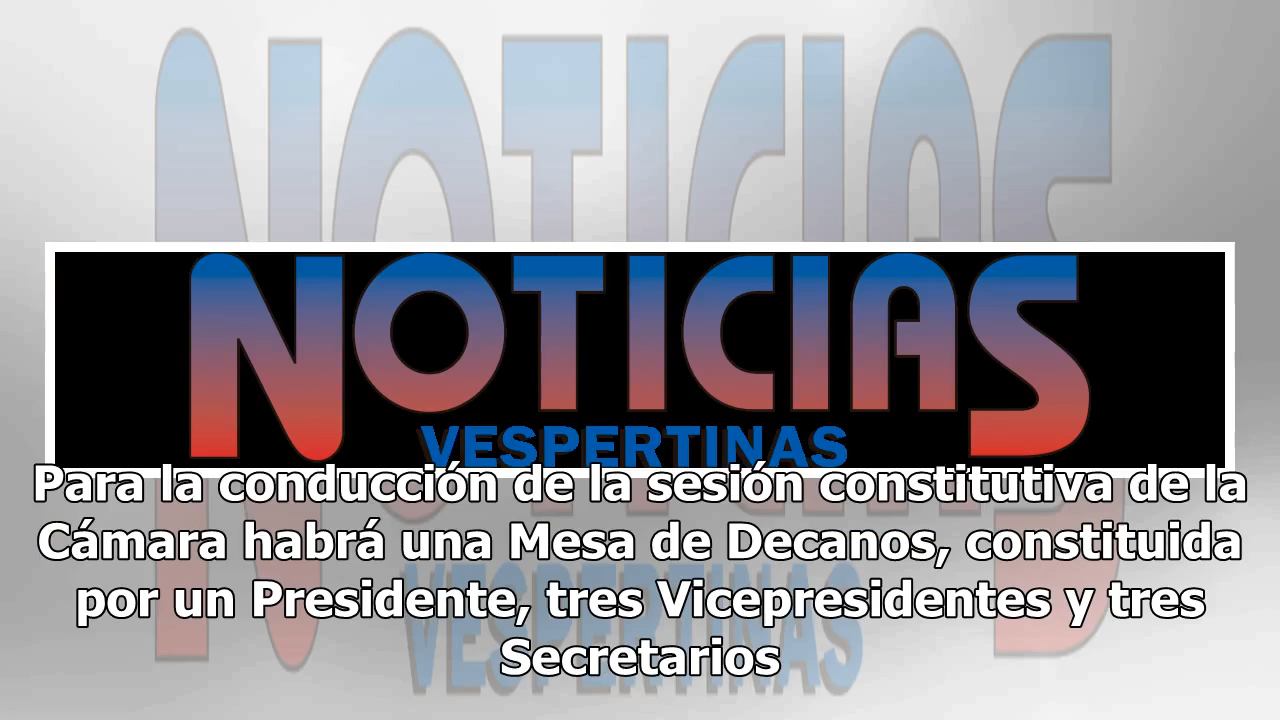 NOTICIAS
VESPERTINAS
Para la conducción de la sesión constitutiva de la
Cámara habrá una Mesa de Decanos, constituida
por un Presidente, tres Vicepresidentes y tres
Secretarios